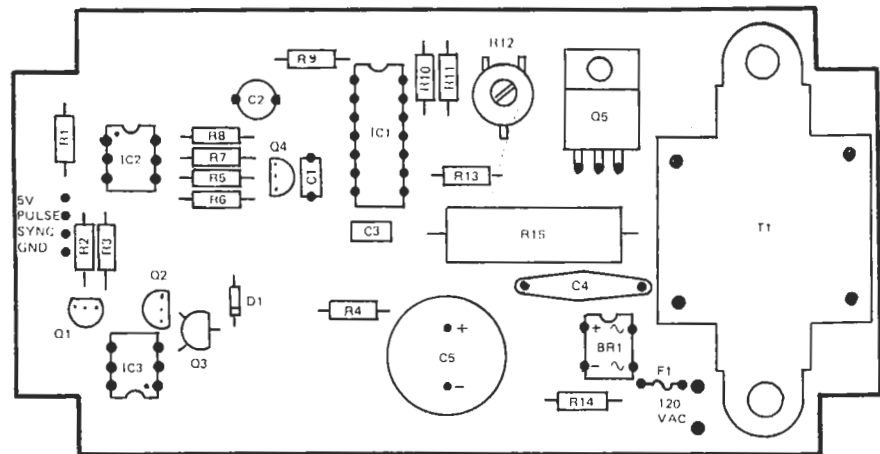 R12
R9
R10
R11
C2
R1
Q5
R8
IC1
Q4
R7
IC2
C1
R5
R13
R6
5V
PULSE
SYNC
GND
T1
C3
R15
R2
R3
Q2
C4
D1
R4
+
+ ~
Q1
BR1
Q3
C5
IC3
- ~
F1
-
R14
120
VAC